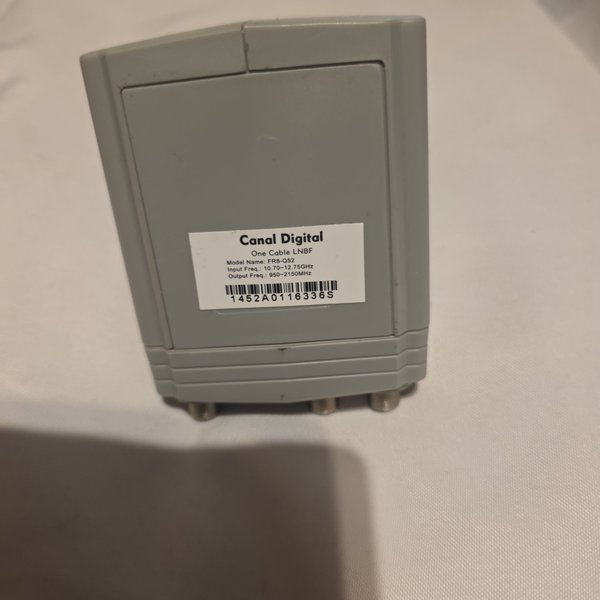 Canal Digital
One Cable LNBF
Model Name: FR8-Q52
Input Freq.: 10.70~12.75GHz
Output Freq.: 950~2150MHz
1452A0116336S